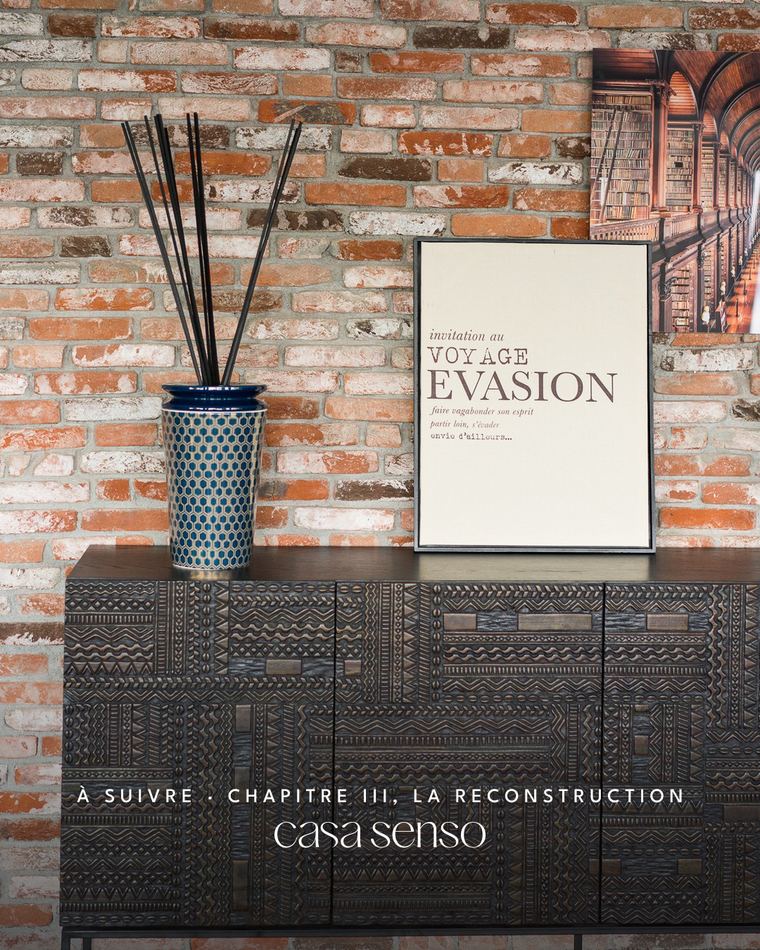 invitation au
VOYAGE
EVASION
faire vagabonder son esprit
partir loin, s'évader
envie d'ailleurs...
À SUIVRE · CHAPITRE III, LA RECONSTRUCTION
casa senso